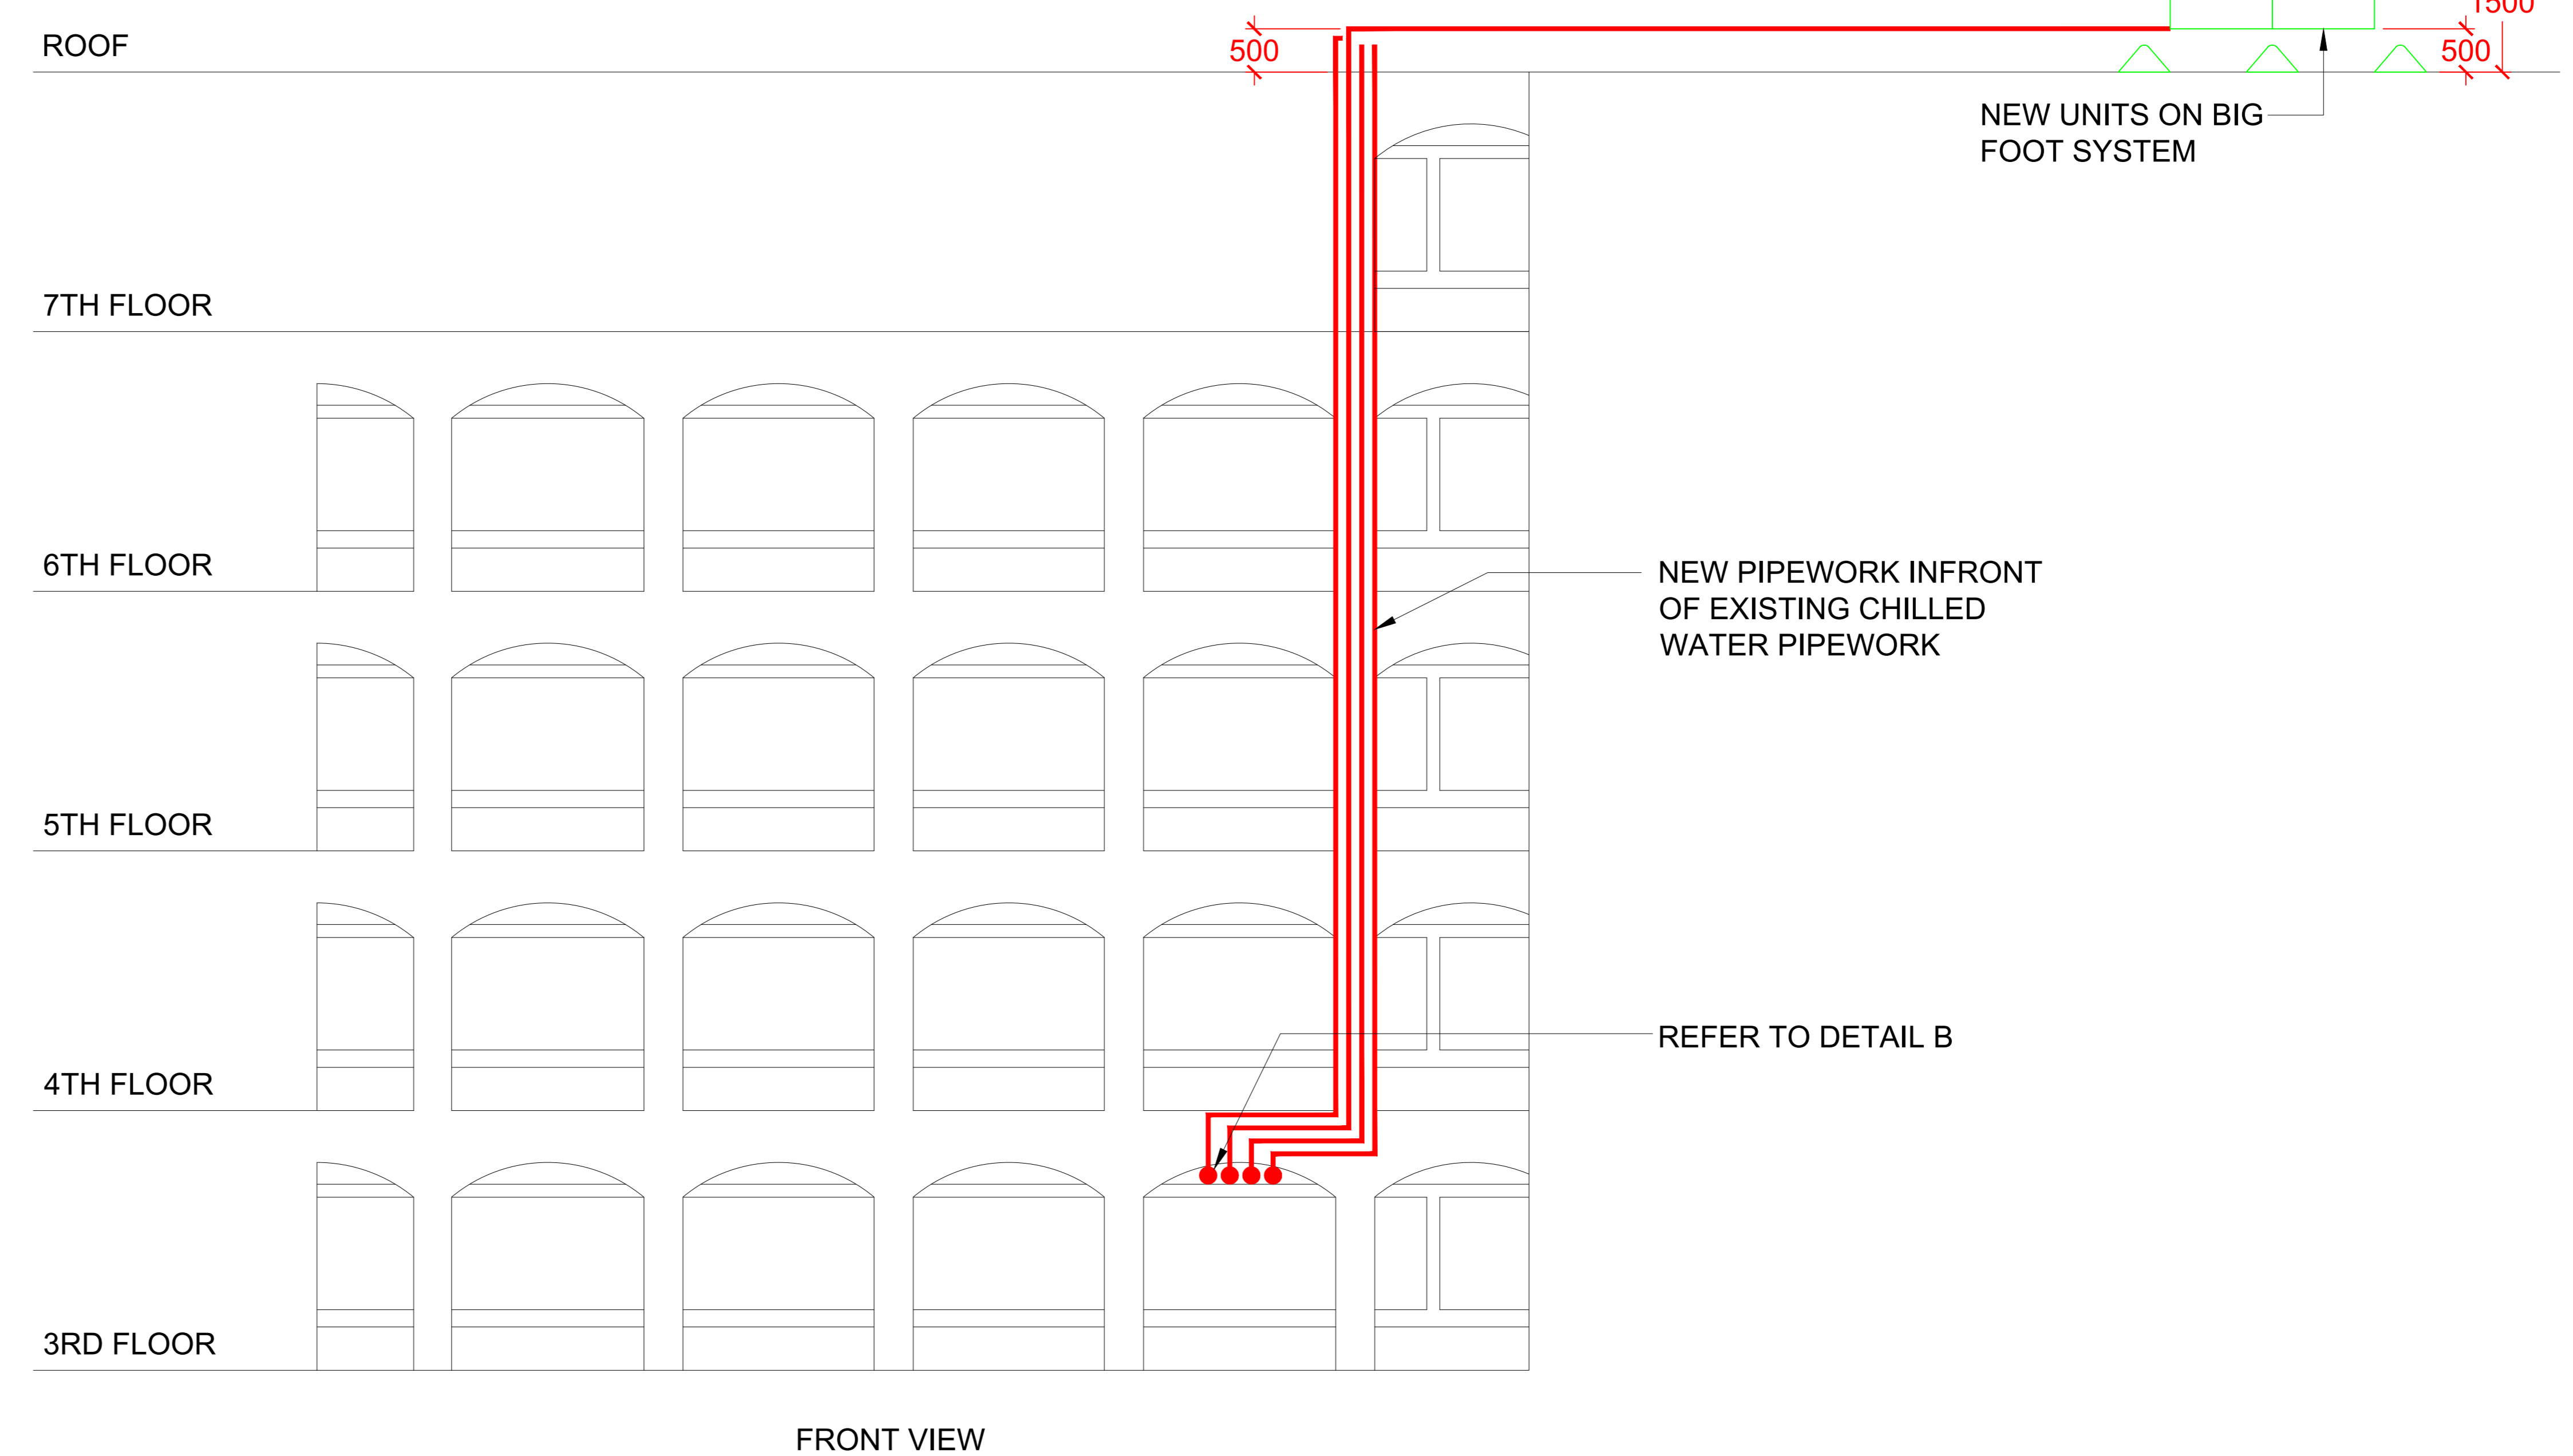 1500
ROOF
500
500
NEW UNITS ON BIG
FOOT SYSTEM
7TH FLOOR
6TH FLOOR
NEW PIPEWORK INFRONT
OF EXISTING CHILLED
WATER PIPEWORK
5TH FLOOR
REFER TO DETAIL B
4TH FLOOR
3RD FLOOR
FRONT VIEW